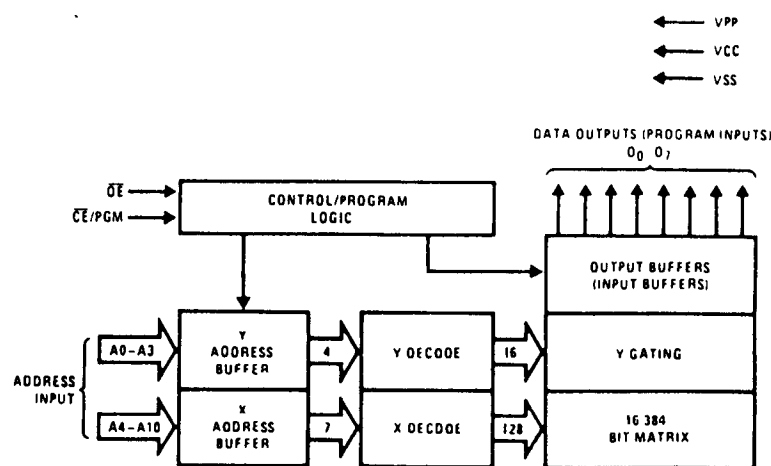 VPP
VCC
VSS
DATA OUTPUTS (PROGRAM INPUTS)
O0 O7
OE
CE/PGM
CONTROL/PROGRAM
LOGIC
OUTPUT BUFFERS
(INPUT BUFFERS)
ADDRESS
INPUT
A0-A3
Y
ADDRESS
BUFFER
4
Y DECODE
16
Y GATING
A4-A10
X
ADDRESS
BUFFER
7
X DECDOE
128
16 384
BIT MATRIX